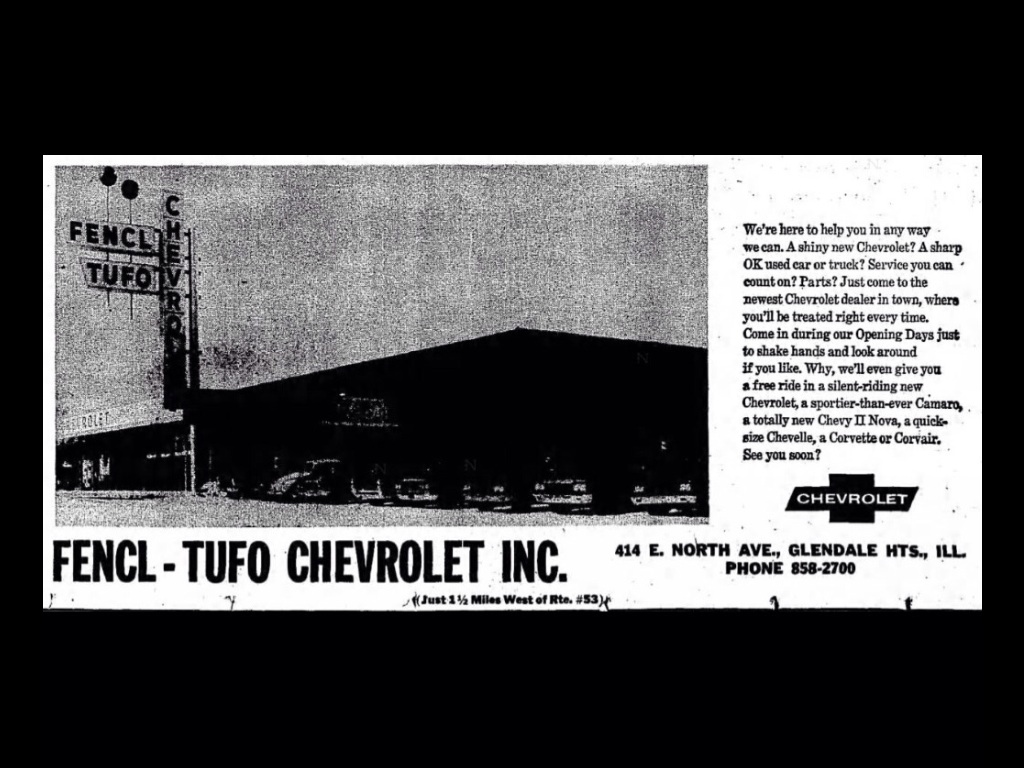 FENCL
TUFO
CHEVROLET
CHEVROLET
We're here to help you in any way
we can. A shiny new Chevrolet? A sharp
OK used car or truck? Service you can
count on? Parts? Just come to the
newest Chevrolet dealer in town, where
you'll be treated right every time.
Come in during our Opening Days just
to shake hands and look around
if you like. Why, we'll even give you
a free ride in a silent-riding new
Chevrolet, a sportier-than-ever Camaro,
a totally new Chevy II Nova, a quick-
size Chevelle, a Corvette or Corvair.
See you soon?
CHEVROLET
FENCL - TUFO CHEVROLET INC.
414 E. NORTH AVE., GLENDALE HTS., ILL.
PHONE 858-2700
(Just 1 1/2 Miles West of Rte. #53)